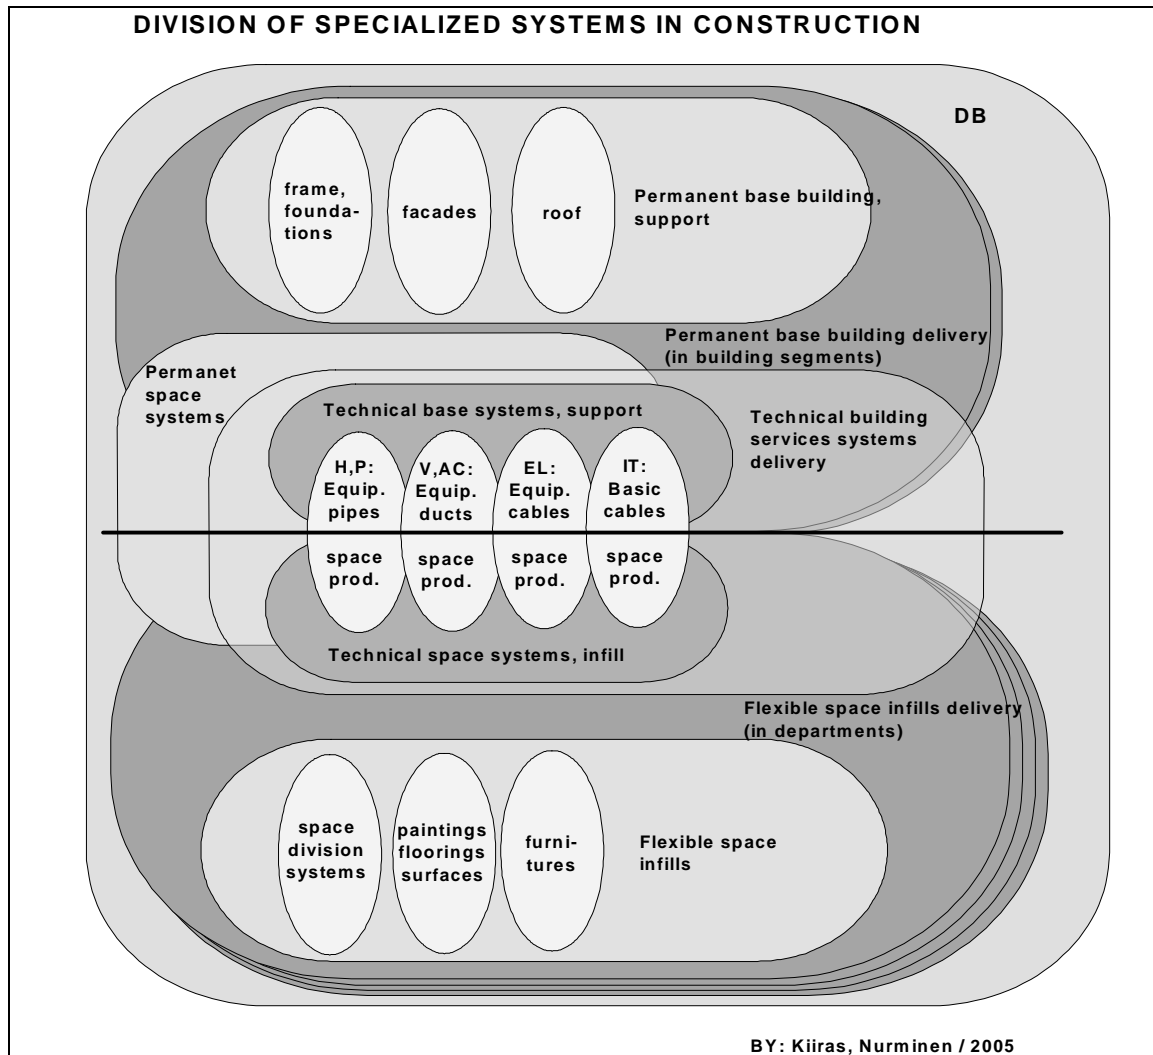 DIVISION OF SPECIALIZED SYSTEMS IN CONSTRUCTION
DB
frame,
founda-
tions
facades
roof
Permanent base building,
support
Permanent base building delivery
(in building segments)
Permanet
space
systems
Technical base systems, support
Technical building
services systems
delivery
H,P:
Equip.
pipes
V,AC:
Equip.
ducts
EL:
Equip.
cables
IT:
Basic
cables
space
prod.
space
prod.
space
prod.
space
prod.
Technical space systems, infill
Flexible space infills delivery
(in departments)
space
division
systems
paintings
floorings
surfaces
furni-
tures
Flexible space
infills
BY: Kiiras, Nurminen / 2005